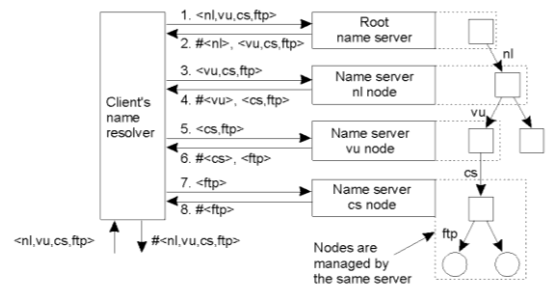 1. <nl,vu,cs,ftp>
2. #<nl>, <vu,cs,ftp>
Root
name server
nl
3. <vu,cs,ftp>
4. #<vu>, <cs,ftp>
Name server
nl node
vu
Client's
name
resolver
5. <cs,ftp>
6. #<cs>, <ftp>
Name server
vu node
cs
7. <ftp>
8. #<ftp>
Name server
cs node
ftp
<nl,vu,cs,ftp>
#<nl,vu,cs,ftp>
Nodes are
managed by
the same server